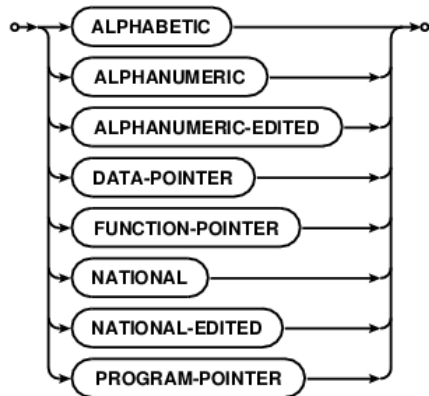 ALPHABETIC
ALPHANUMERIC
ALPHANUMERIC-EDITED
DATA-POINTER
FUNCTION-POINTER
NATIONAL
NATIONAL-EDITED
PROGRAM-POINTER